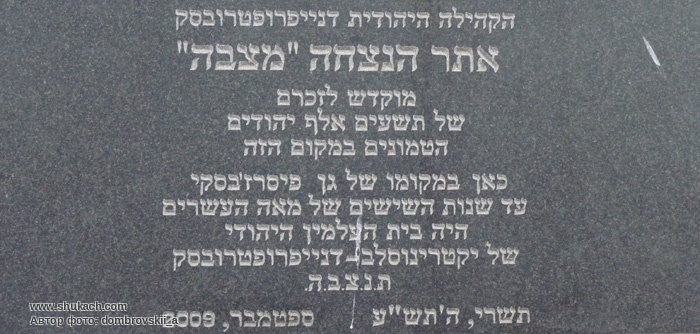 הקהילה היהודית דנייפרופטרובסק
אתר הנצחה "מצבה"
מוקדש לזכרם
של תשעים אלף יהודים
הטמונים במקום הזה
כאן במקומו של גן פיסרז'בסקי
עד שנות השישים של מאה העשרים
היה בית העלמין היהודי
של יקטרינוסלב-דנייפרופטרובסק
ת.נ.צ.ב.ה.
תשרי, ה'תש"ע ספטמבר, 2009
www.shukach.com
Автор фото: dombrovskii.a